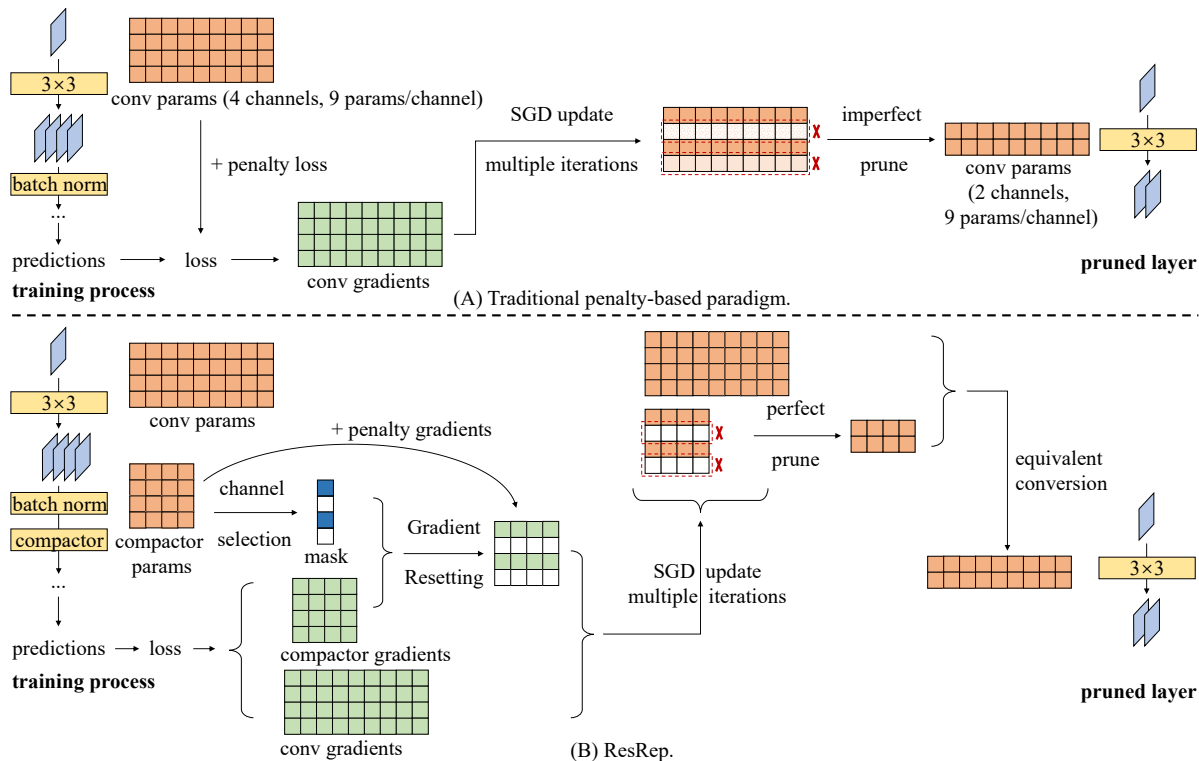 3×3
conv params (4 channels, 9 params/channel)
+ penalty loss
batch norm
...
predictions
loss
conv gradients
training process
SGD update
multiple iterations
X
X
imperfect
prune
conv params
(2 channels,
9 params/channel)
3×3
pruned layer
(A) Traditional penalty-based paradigm.
3×3
conv params
+ penalty gradients
batch norm
compactor
...
compactor
params
channel
selection
mask
Gradient
Resetting
predictions
loss
training process
compactor gradients
conv gradients
SGD update
multiple iterations
X
X
perfect
prune
equivalent
conversion
3×3
pruned layer
(B) ResRep.